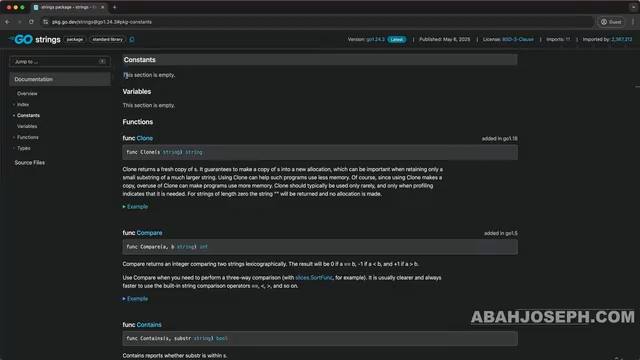 strings package - strings - G
pkg.go.dev/strings@go1.24.3#pkg-constants
Guest
GO strings package standard library
Version: go1.24.3 Latest Published: May 6, 2025 License: BSD-3-Clause Imports: 11 Imported by: 2,367,212
Jump to ...
Documentation
Overview
Index
Constants
Variables
Functions
Types
Source Files
Constants
This section is empty.
Variables
This section is empty.
Functions
func Clone added in go1.18
func Clone(s string) string
Clone returns a fresh copy of s. It guarantees to make a copy of s into a new allocation, which can be important when retaining only a
small substring of a much larger string. Using Clone can help such programs use less memory. Of course, since using Clone makes a
copy, overuse of Clone can make programs use more memory. Clone should typically be used only rarely, and only when profiling
indicates that it is needed. For strings of length zero the string "" will be returned and no allocation is made.
Example
func Compare added in go1.5
func Compare(a, b string) int
Compare returns an integer comparing two strings lexicographically. The result will be 0 if a == b, -1 if a < b, and +1 if a > b.
Use Compare when you need to perform a three-way comparison (with slices.SortFunc, for example). It is usually clearer and always
faster to use the built-in string comparison operators ==, <, >, and so on.
Example
func Contains
func Contains(s, substr string) bool
Contains reports whether substr is within s.
ABAHJOSEPH.COM